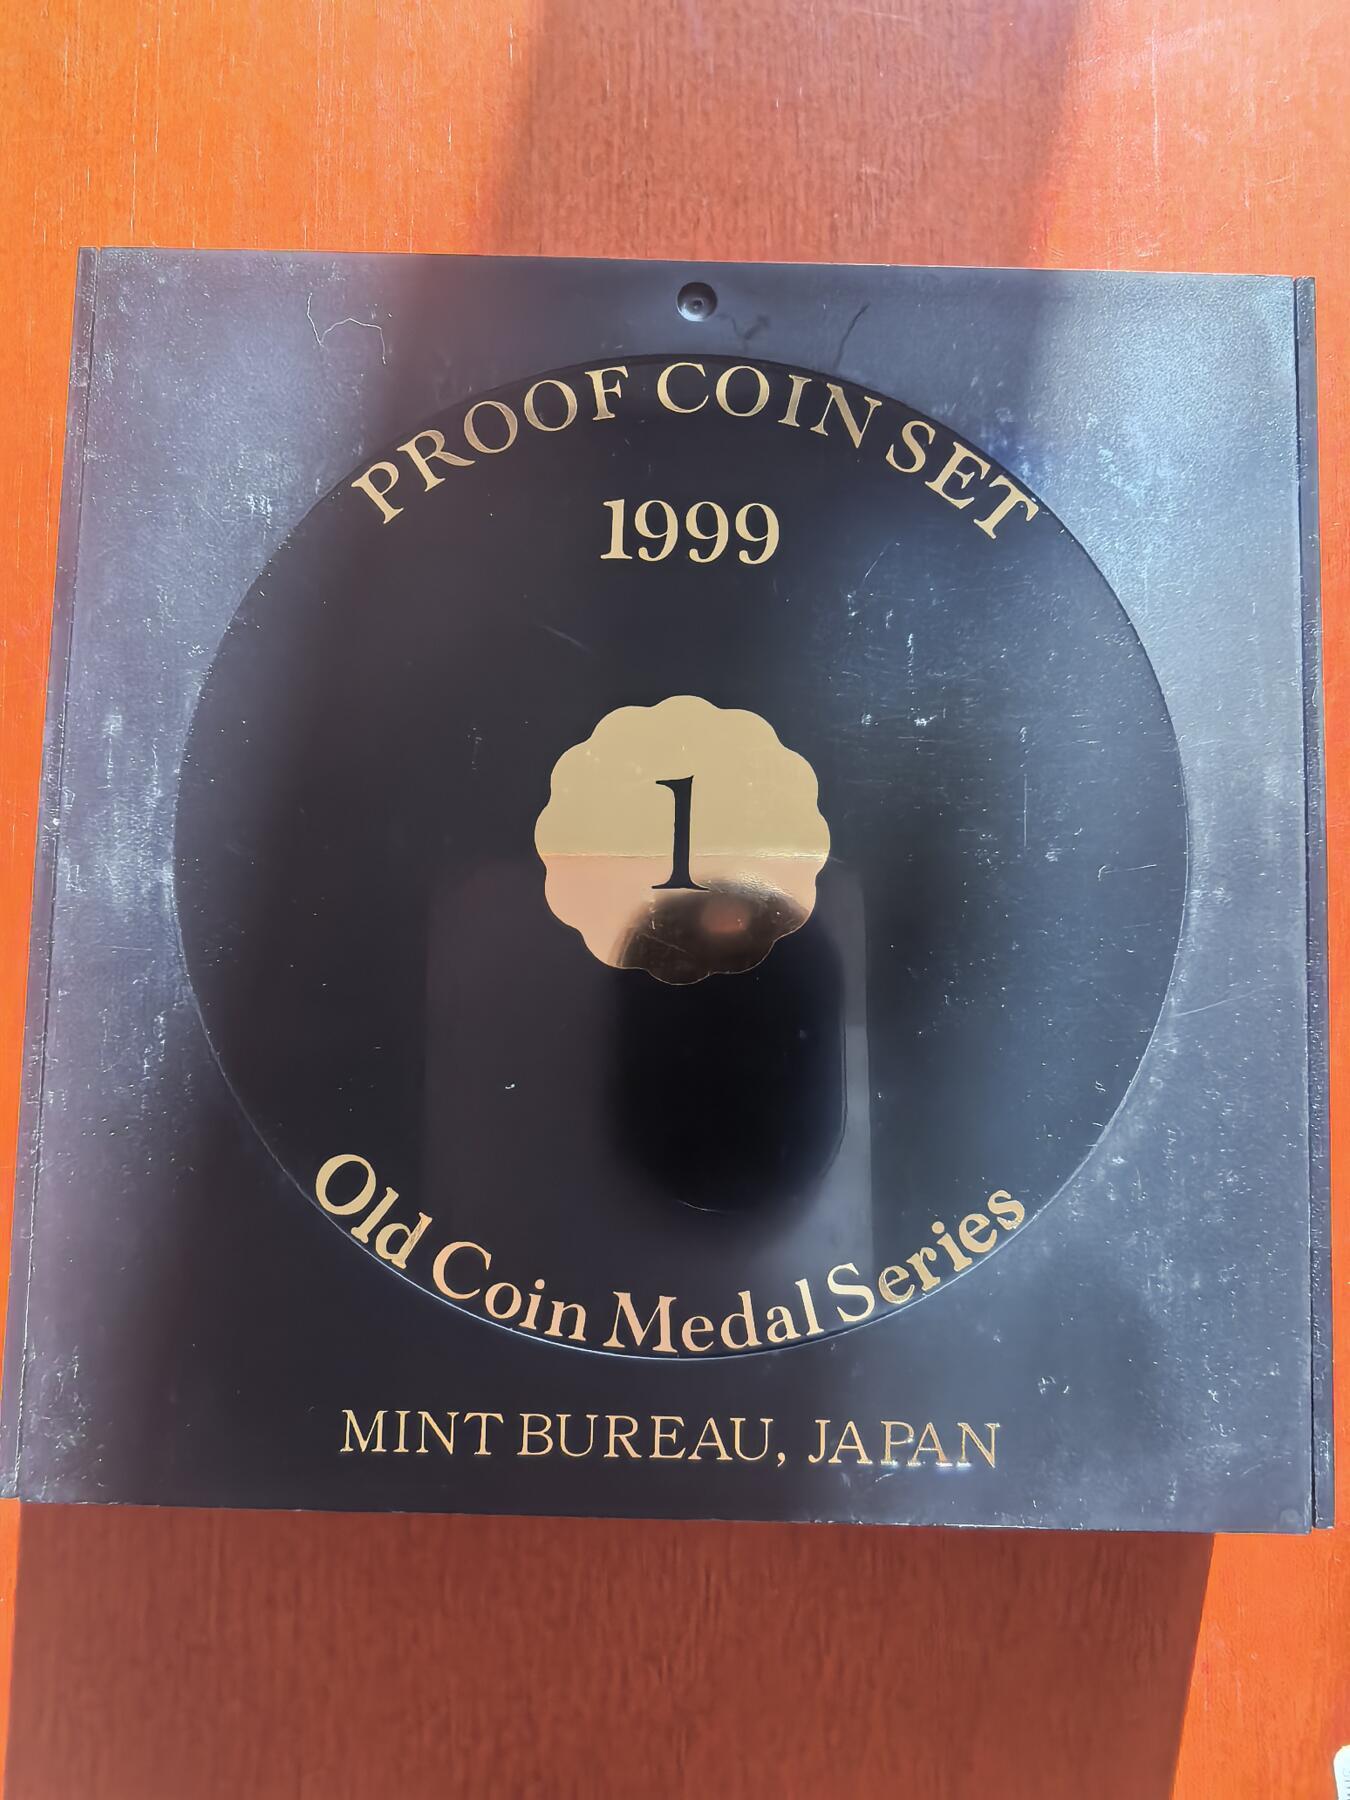 PROOF COIN SET
1999
1
Old Coin Medal Series
MINT BUREAU, JAPAN